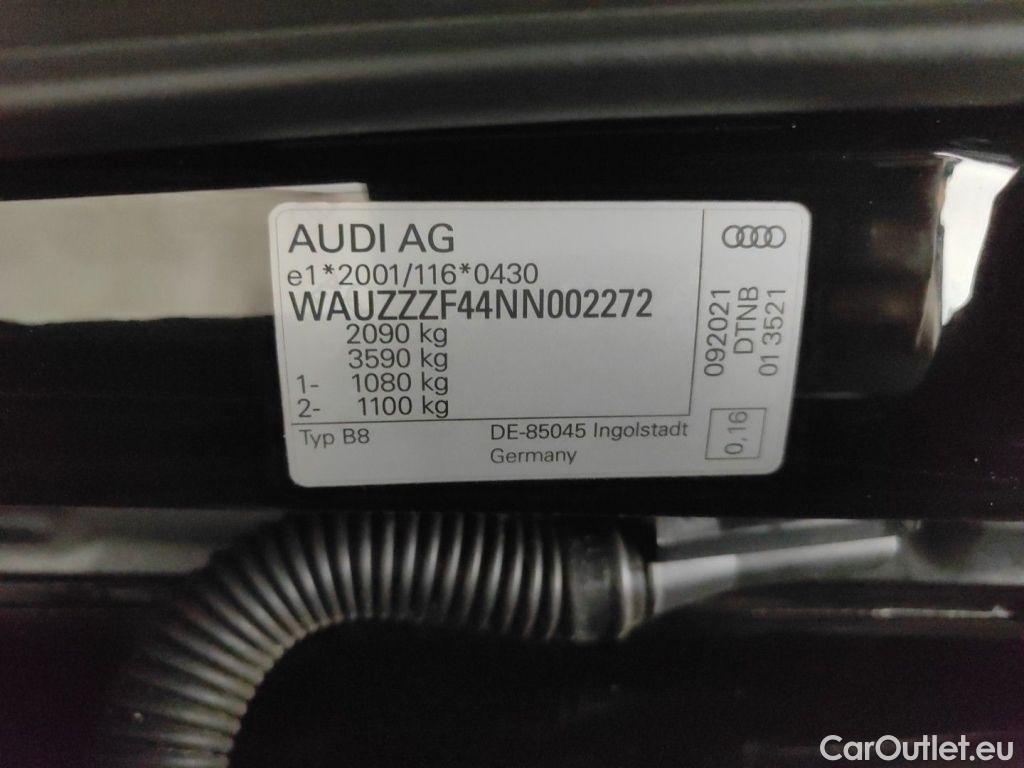 AUDI AG
e1*2001/116*0430
WAUZZZF44NN002272
2090 kg
3590 kg
1- 1080 kg
2- 1100 kg
Typ B8
DE-85045 Ingolstadt
Germany
092021
DTNB
01 3521
0,16
CarOutlet.eu